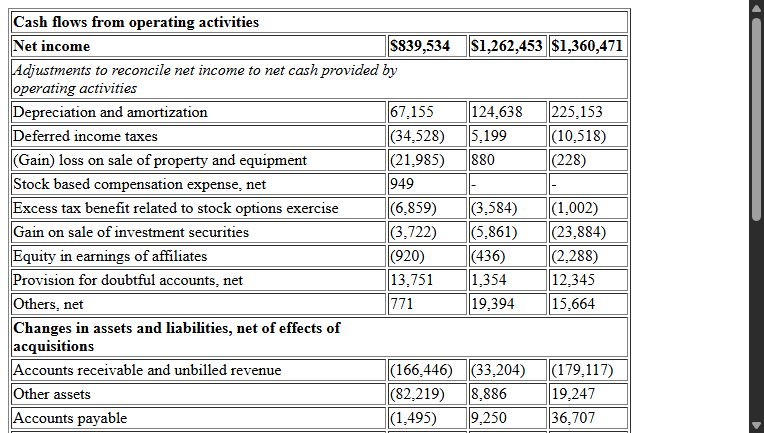 Cash flows from operating activities
Net income $839,534 $1,262,453 $1,360,471
Adjustments to reconcile net income to net cash provided by
operating activities
Depreciation and amortization 67,155 124,638 225,153
Deferred income taxes (34,528) 5,199 (10,518)
(Gain) loss on sale of property and equipment (21,985) 880 (228)
Stock based compensation expense, net 949 - -
Excess tax benefit related to stock options exercise (6,859) (3,584) (1,002)
Gain on sale of investment securities (3,722) (5,861) (23,884)
Equity in earnings of affiliates (920) (436) (2,288)
Provision for doubtful accounts, net 13,751 1,354 12,345
Others, net 771 19,394 15,664
Changes in assets and liabilities, net of effects of
acquisitions
Accounts receivable and unbilled revenue (166,446) (33,204) (179,117)
Other assets (82,219) 8,886 19,247
Accounts payable (1,495) 9,250 36,707